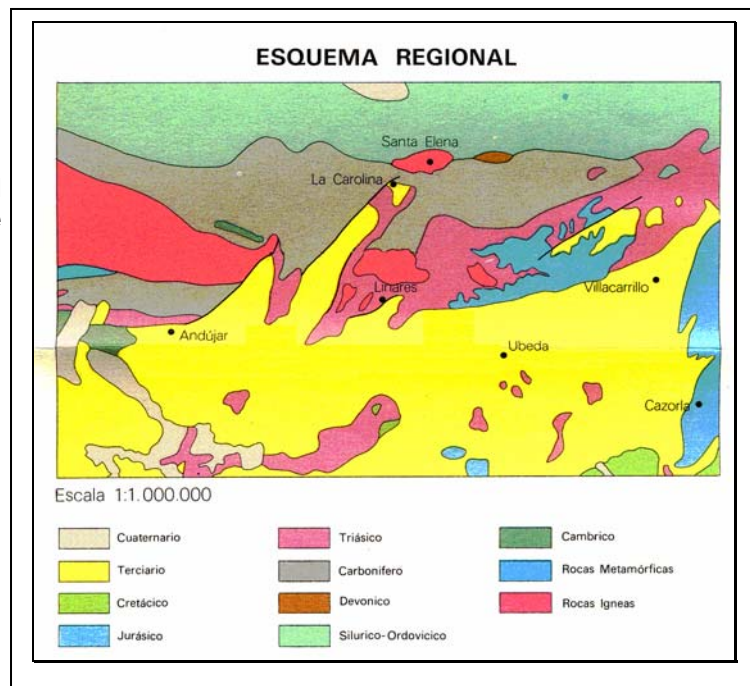 ESQUEMA REGIONAL
Santa Elena
La Carolina
Linares
Villacarrillo
Andújar
Ubeda
Cazorla
Escala 1:1.000.000
Cuaternario
Triásico
Cambrico
Terciario
Carbonifero
Rocas Metamórficas
Cretácico
Devonico
Rocas Igneas
Jurásico
Silurico-Ordovicico